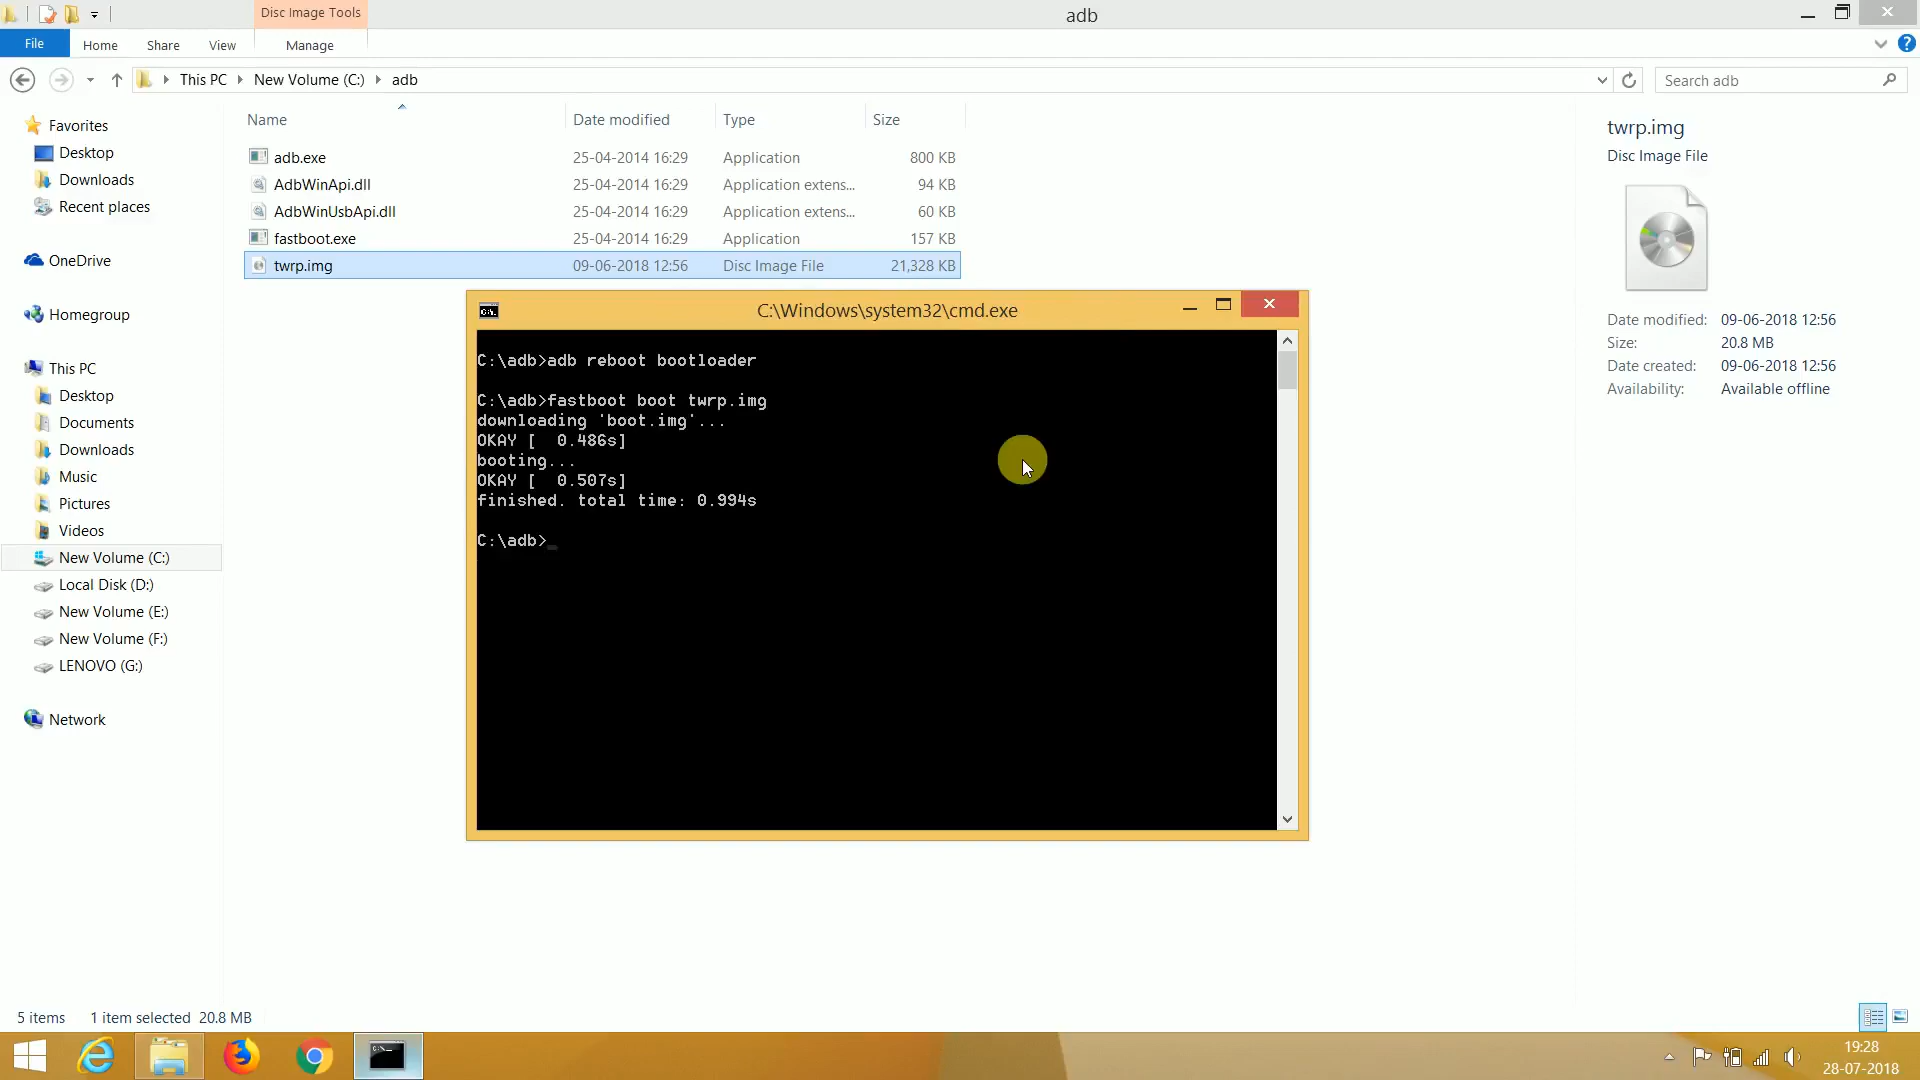 Disc Image Tools
adb
File
Home
Share
View
Manage
This PC
New Volume (C:)
adb
Search adb
Favorites
Desktop
Downloads
Recent places
OneDrive
Homegroup
This PC
Desktop
Documents
Downloads
Music
Pictures
Videos
New Volume (C:)
Local Disk (D:)
New Volume (E:)
New Volume (F:)
LENOVO (G:)
Network
Name Date modified Type Size
adb.exe 25-04-2014 16:29 Application 800 KB
AdbWinApi.dll 25-04-2014 16:29 Application extens... 94 KB
AdbWinUsbApi.dll 25-04-2014 16:29 Application extens... 60 KB
fastboot.exe 25-04-2014 16:29 Application 157 KB
twrp.img 09-06-2018 12:56 Disc Image File 21,328 KB
C:\Windows\system32\cmd.exe
C:\adb>adb reboot bootloader
C:\adb>fastboot boot twrp.img
downloading 'boot.img'...
OKAY [  0.486s]
booting...
OKAY [  0.507s]
finished. total time: 0.994s
C:\adb>_
twrp.img
Disc Image File
Date modified: 09-06-2018 12:56
Size: 20.8 MB
Date created: 09-06-2018 12:56
Availability: Available offline
5 items 1 item selected 20.8 MB
19:28
28-07-2018